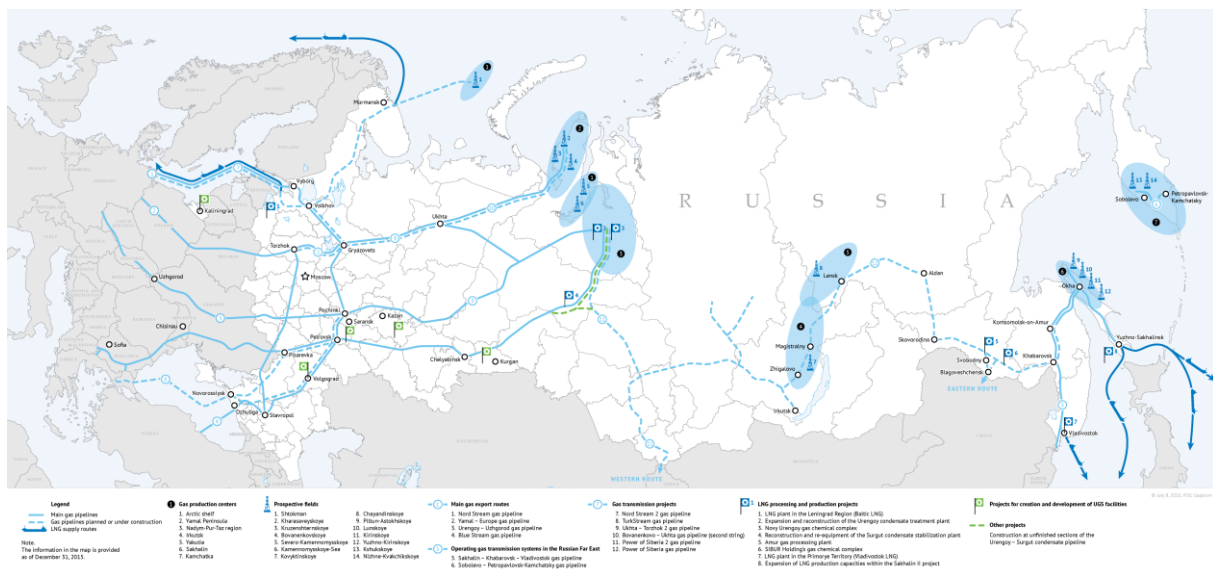 Murmansk
Vyborg
Volkhov
Kaliningrad
Ukhta
Torzhok
Gryazovets
Moscow
Uzhgorod
Pochinki
Saransk
Kazan
Chisinau
Petrovsk
Sofia
Pisarevka
Chelyabinsk
Kurgan
Volgograd
Novorossiysk
Dzhubga
Stavropol
R U S S I A
Lensk
Aldan
Magistralny
Zhigalovo
Irkutsk
Skovorodino
Svobodny
Blagoveshchensk
Khabarovsk
Komsomolsk-on-Amur
Okha
Yuzhno-Sakhalinsk
Vladivostok
Sobolevo
Petropavlovsk-
Kamchatsky
EASTERN ROUTE
WESTERN ROUTE
Legend
Main gas pipelines
Gas pipelines planned or under construction
LNG supply routes
Note.
The information in the map is provided
as of December 31, 2015.
Gas production centers
1. Arctic shelf
2. Yamal Peninsula
3. Nadym-Pur-Taz region
4. Irkutsk
5. Yakutia
6. Sakhalin
7. Kamchatka
Prospective fields
1. Shtokman
2. Kharasaveyskoye
3. Kruzenshternskoye
4. Bovanenkovskoye
5. Severo-Kamennomysskoye
6. Kamennomysskoye-Sea
7. Kovyktinskoye
8. Chayandinskoye
9. Piltun-Astokhskoye
10. Lunskoye
11. Kirinskoye
12. Yuzhno-Kirinskoye
13. Kshukskoye
14. Nizhne-Kvakchikskoye
Main gas export routes
1. Nord Stream gas pipeline
2. Yamal – Europe gas pipeline
3. Urengoy – Uzhgorod gas pipeline
4. Blue Stream gas pipeline
Operating gas transmission systems in the Russian Far East
5. Sakhalin – Khabarovsk – Vladivostok gas pipeline
6. Sobolevo – Petropavlovsk-Kamchatsky gas pipeline
Gas transmission projects
7. Nord Stream 2 gas pipeline
8. TurkStream gas pipeline
9. Ukhta – Torzhok 2 gas pipeline
10. Bovanenkovo – Ukhta gas pipeline (second string)
11. Power of Siberia 2 gas pipeline
12. Power of Siberia gas pipeline
LNG processing and production projects
1. LNG plant in the Leningrad Region (Baltic LNG)
2. Expansion and reconstruction of the Urengoy condensate treatment plant
3. Novy Urengoy gas chemical complex
4. Reconstruction and re-equipment of the Surgut condensate stabilization plant
5. Amur gas processing plant
6. SIBUR Holding's gas chemical complex
7. LNG plant in the Primorye Territory (Vladivostok LNG)
8. Expansion of LNG production capacities within the Sakhalin II project
Projects for creation and development of UGS facilities
Other projects
Construction at unfinished sections of the
Urengoy – Surgut condensate pipeline